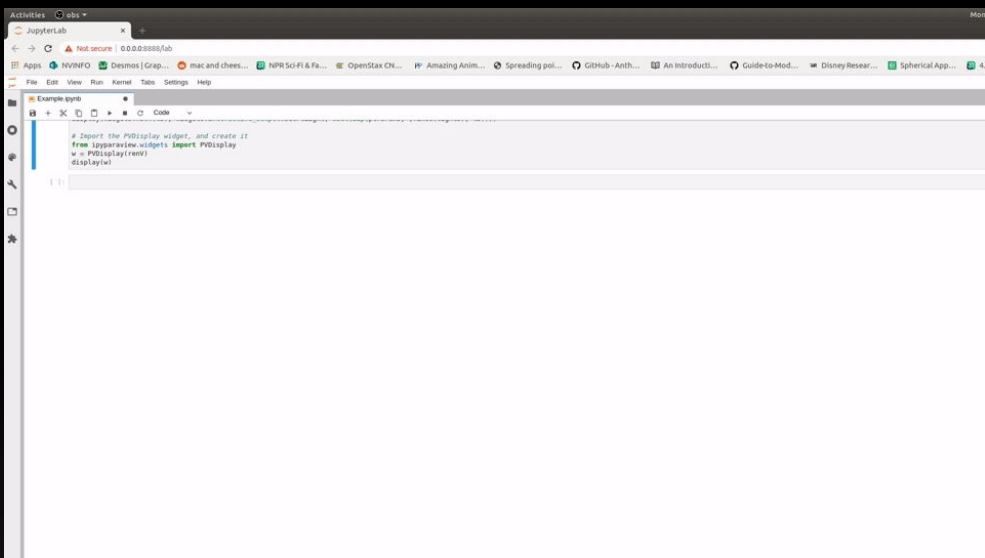 Activities obs Mon
JupyterLab
Not secure | 0.0.0.0:8888/lab
Apps NVINFO Desmos | Grap... mac and chees... NPR Sci-Fi & Fa... OpenStax CN... Amazing Anim... Spreading poi... GitHub - Anth... An Introducti... Guide-to-Mod... Disney Resear... Spherical App... 4.
File Edit View Run Kernel Tabs Settings Help
Example.ipynb
Code
# Import the PVDisplay widget, and create it
from ipyparaview.widgets import PVDisplay
w = PVDisplay(renV)
display(w)
[ ]: